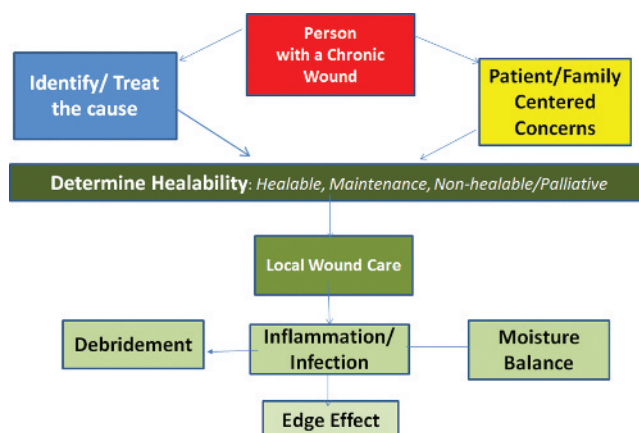 Person
with a Chronic
Wound
Identify/ Treat
the cause
Patient/Family
Centered
Concerns
Determine Healability: Healable, Maintenance, Non-healable/Palliative
Local Wound Care
Debridement
Inflammation/
Infection
Moisture
Balance
Edge Effect